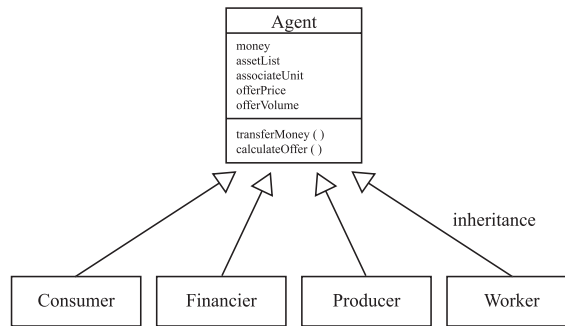 Agent
money
assetList
associateUnit
offerPrice
offerVolume
transferMoney ( )
calculateOffer ( )
inheritance
Consumer
Financier
Producer
Worker